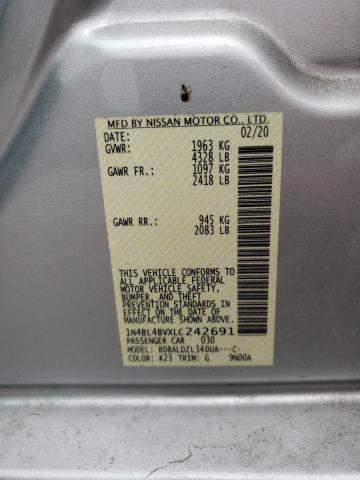 MFD BY NISSAN MOTOR CO., LTD.
DATE: 02/20
GVWR: 1963 KG
4328 LB
GAWR FR.: 1097 KG
2418 LB
GAWR RR.: 945 KG
2083 LB
THIS VEHICLE CONFORMS
TO ALL APPLICABLE FEDERAL
MOTOR VEHICLE SAFETY,
BUMPER, AND THEFT
PREVENTION STANDARDS IN
EFFECT ON THE DATE OF
MANUFACTURE SHOWN ABOVE.
1N4BL4BVXLC242691
PASSENGER CAR 030
MODEL: BDBALDZL34DUA---C-
COLOR: K23 TRIM: G 9N00A